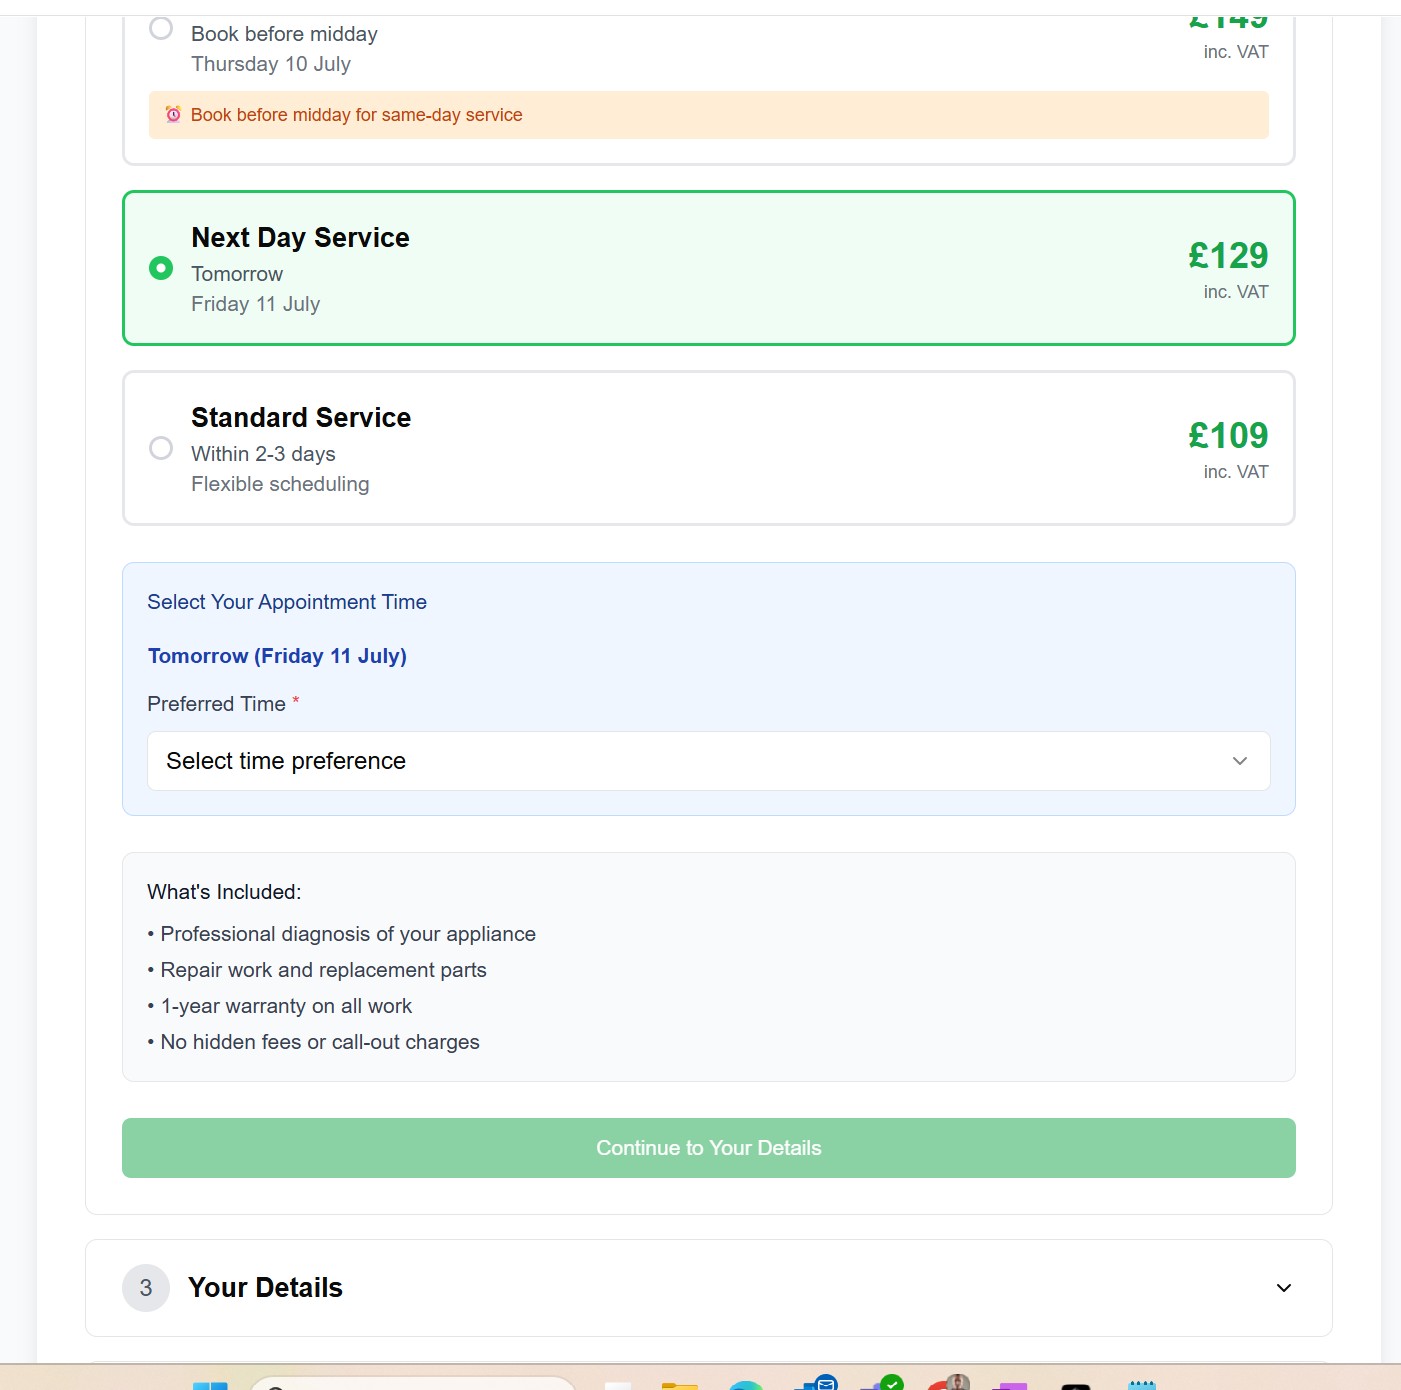 £149
Book before midday
inc. VAT
Thursday 10 July
⏰ Book before midday for same-day service
Next Day Service
£129
Tomorrow
inc. VAT
Friday 11 July
Standard Service
£109
Within 2-3 days
inc. VAT
Flexible scheduling
Select Your Appointment Time
Tomorrow (Friday 11 July)
Preferred Time *
Select time preference
What's Included:
• Professional diagnosis of your appliance
• Repair work and replacement parts
• 1-year warranty on all work
• No hidden fees or call-out charges
Continue to Your Details
3
Your Details